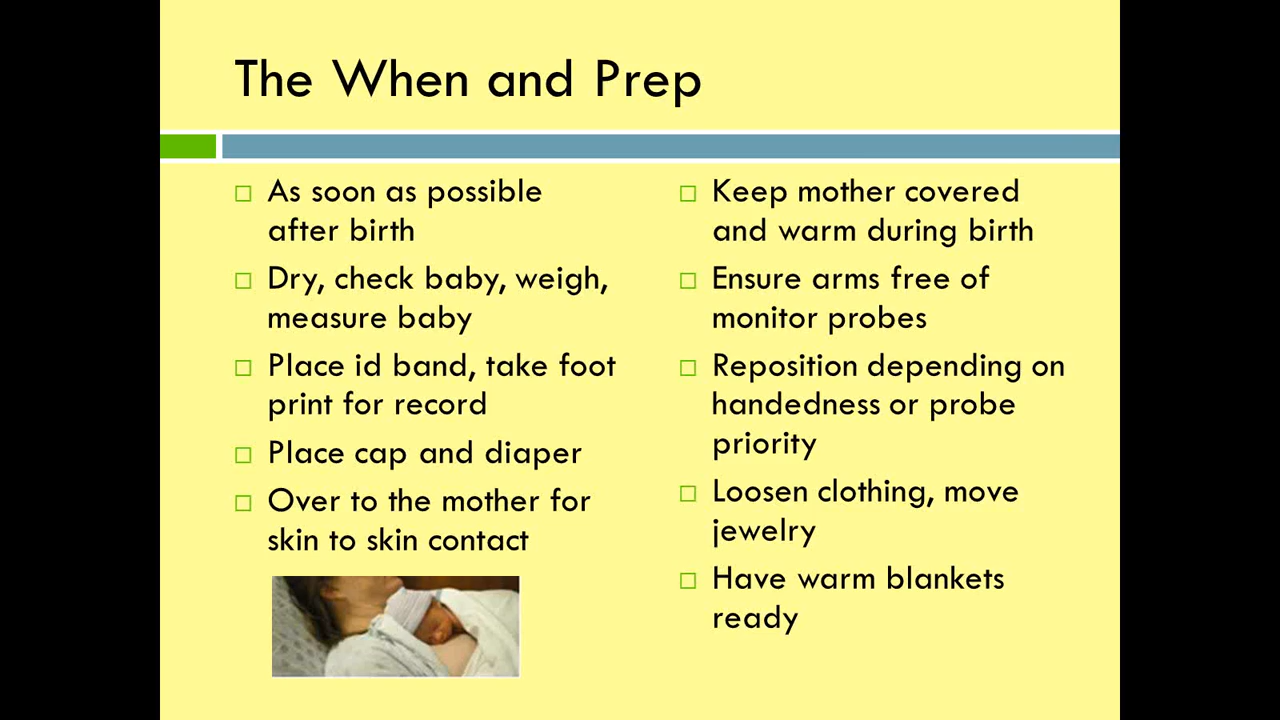 The When and Prep
As soon as possible
after birth
Dry, check baby, weigh,
measure baby
Place id band, take foot
print for record
Place cap and diaper
Over to the mother for
skin to skin contact
Keep mother covered
and warm during birth
Ensure arms free of
monitor probes
Reposition depending on
handedness or probe
priority
Loosen clothing, move
jewelry
Have warm blankets
ready